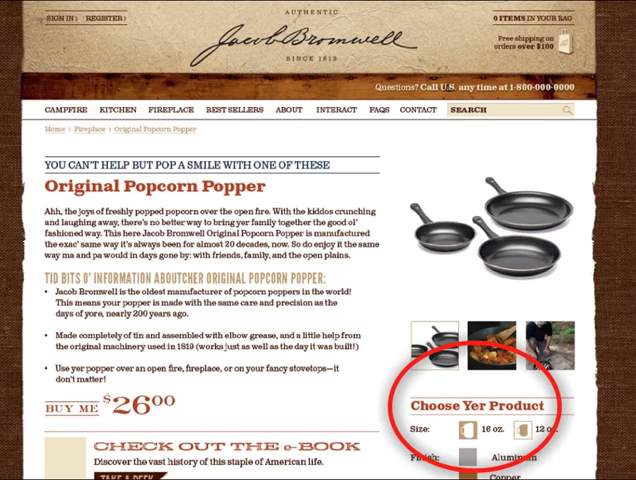 AUTHENTIC
SIGN IN› REGISTER›
0 ITEMS IN YOUR BAG
Jacob Bromwell
Free shipping on
orders over $100
SINCE 1819
Questions? Call U.S. any time at 1-800-000-0000
CAMPFIRE KITCHEN FIREPLACE BEST SELLERS ABOUT INTERACT FAQS CONTACT SEARCH
Home › Fireplace › Original Popcorn Popper
YOU CAN'T HELP BUT POP A SMILE WITH ONE OF THESE
Original Popcorn Popper
Ahh, the joys of freshly popped popcorn over the open fire. With the kiddos crunching
and laughing away, there's no better way to bring yer family together the good ol'
fashioned way. This here Jacob Bromwell Original Popcorn Popper is manufactured
the exac' same way it's always been for almost 20 decades, now. So do enjoy it the same
way ma and pa would in days gone by: with friends, family, and the open plains.
TID BITS O' INFORMATION ABOUTCHER ORIGINAL POPCORN POPPER:
• Jacob Bromwell is the oldest manufacturer of popcorn poppers in the world!
This means your popper is made with the same care and precision as the
days of yore, nearly 200 years ago.
• Made completely of tin and assembled with elbow grease, and a little help from
the original machinery used in 1819 (works just as well as the day it was built!)
• Use yer popper over an open fire, fireplace, or on your fancy stovetops—it
don't matter!
BUY ME $2600
Choose Yer Product
Size: 16 oz. 12 oz.
Finish: Aluminum
Copper
CHECK OUT THE e-BOOK
Discover the vast history of this staple of American life.
TAKE A PEEK